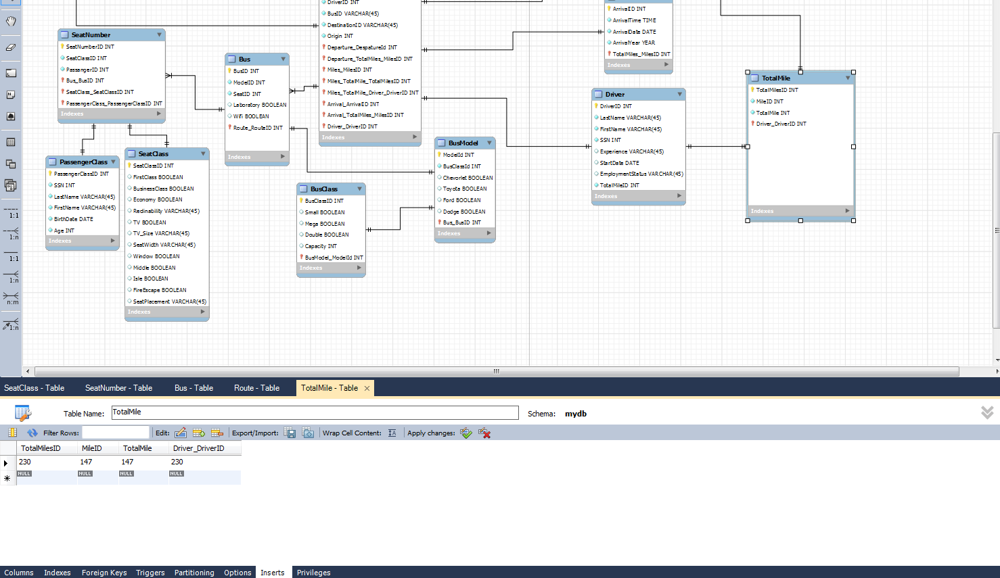 DriverID INT
BusID VARCHAR(45)
DestinationID VARCHAR(45)
Origin INT
Departure_DespatureId INT
Departure_TotalMiles_MilesID INT
Miles_MilesID INT
Miles_TotalMile_TotalMilesID INT
Miles_TotalMile_Driver_DriverID INT
Arrival_ArrivalID INT
Arrival_TotalMiles_MilesID INT
Driver_DriverID INT
Indexes
ArrivalID INT
ArrivalTime TIME
ArrivalDate DATE
ArrivalYear YEAR
TotalMiles_MilesID INT
Indexes
SeatNumber
SeatNumberID INT
SeatClassID INT
PassangerID INT
Bus_BusID INT
SeatClass_SeatClassID INT
PassengerClass_PassengerClassID INT
Indexes
Bus
BusID INT
ModelID INT
SeatID INT
Laboratory BOOLEAN
Wifi BOOLEAN
Route_RouteID INT
Indexes
TotalMile
TotalMilesID INT
MileID INT
TotalMile INT
Driver_DriverID INT
Indexes
Driver
DriverID INT
LastName VARCHAR(45)
FirstName VARCHAR(45)
SSN INT
Experience VARCHAR(45)
StartDate DATE
EmploymentStatus VARCHAR(45)
TotalMileID INT
Indexes
PassengerClass
PassengerClassID INT
SSN INT
LastName VARCHAR(45)
FirstName VARCHAR(45)
BirthDate DATE
Age INT
Indexes
SeatClass
SeatClassID INT
FirstClass BOOLEAN
BusinessClass BOOLEAN
Economy BOOLEAN
Redinability VARCHAR(45)
TV BOOLEAN
TV_Size VARCHAR(45)
SeatWidth VARCHAR(45)
Window BOOLEAN
Middle BOOLEAN
Isle BOOLEAN
FireEscape BOOLEAN
SeatPlacement VARCHAR(45)
Indexes
BusModel
ModelId INT
BusClassId INT
Chevorlet BOOLEAN
Toyota BOOLEAN
Ford BOOLEAN
Dodge BOOLEAN
Bus_BusID INT
Indexes
BusClass
BusClassID INT
Small BOOLEAN
Mega BOOLEAN
Double BOOLEAN
Capacity INT
BusModel_ModelId INT
Indexes
1:1
1:n
1:1
1:n
n:m
1:n
SeatClass - Table
SeatNumber - Table
Bus - Table
Route - Table
TotalMile - Table
Table Name: TotalMile
Schema: mydb
Filter Rows: Edit: Export/Import: Wrap Cell Content: Apply changes:
TotalMilesID MileID TotalMile Driver_DriverID
230 147 147 230
NULL NULL NULL NULL
Columns Indexes Foreign Keys Triggers Partitioning Options Inserts Privileges